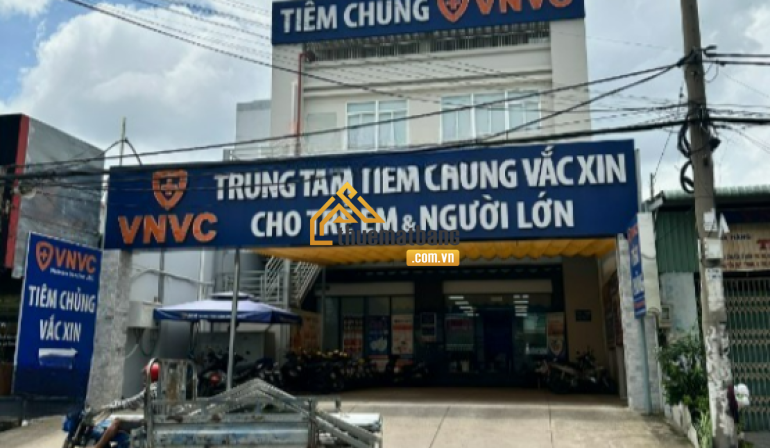 TIÊM CHỦNG VNVC
VNVC
TRUNG TÂM TIÊM CHỦNG VẮC XIN
CHO TRẺ EM & NGƯỜI LỚN
.com.vn
VNVC
TIÊM CHỦNG
VẮC XIN